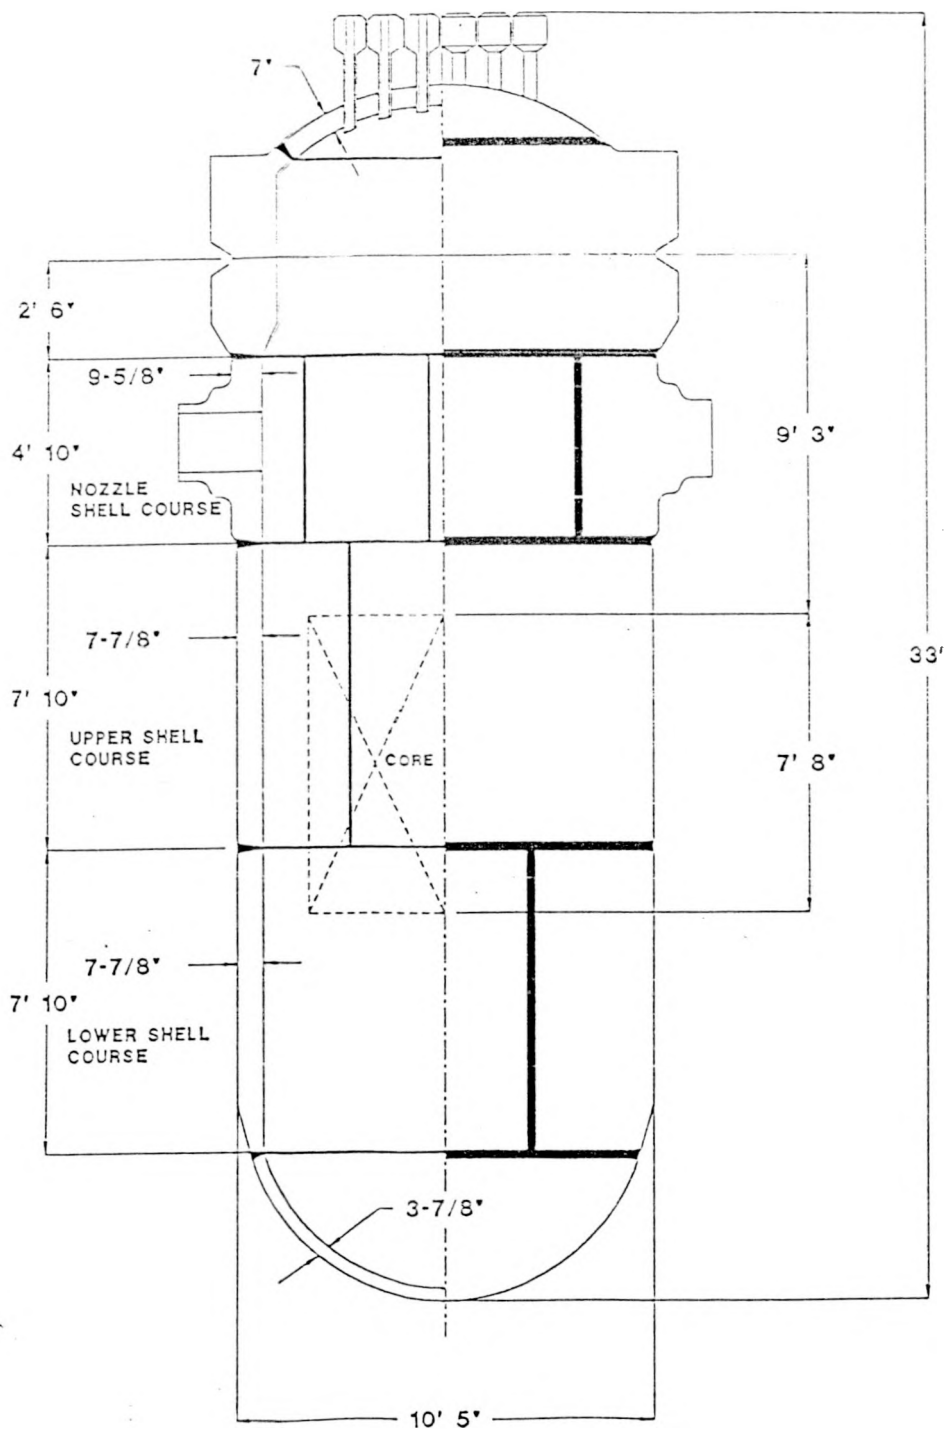 7"
2' 6"
9-5/8"
4' 10"
9' 3"
NOZZLE
SHELL COURSE
7-7/8"
33'
7' 10"
UPPER SHELL
COURSE
CORE
7' 8"
7-7/8"
7' 10"
LOWER SHELL
COURSE
3-7/8"
10' 5"